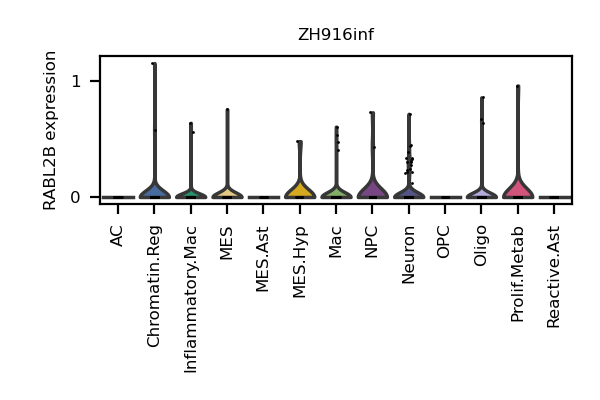 ZH916inf
RABL2B expression
1
0
AC
Chromatin.Reg
Inflammatory.Mac
MES
MES.Ast
MES.Hyp
Mac
NPC
Neuron
OPC
Oligo
Prolif.Metab
Reactive.Ast